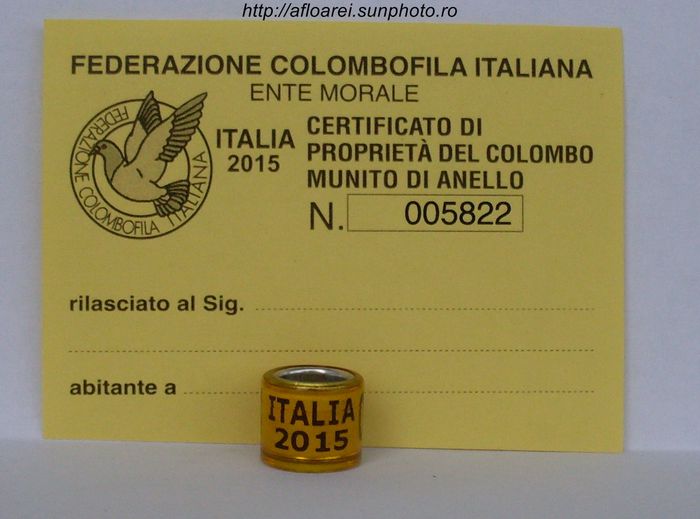 http://afloarei.sunphoto.ro
FEDERAZIONE COLOMBOFILA ITALIANA
ENTE MORALE
FEDERAZIONE COLOMBOFILA ITALIANA
ITALIA
2015
CERTIFICATO DI
PROPRIETÀ DEL COLOMBO
MUNITO DI ANELLO
N. 005822
rilasciato al Sig.
abitante a
ITALIA
2015